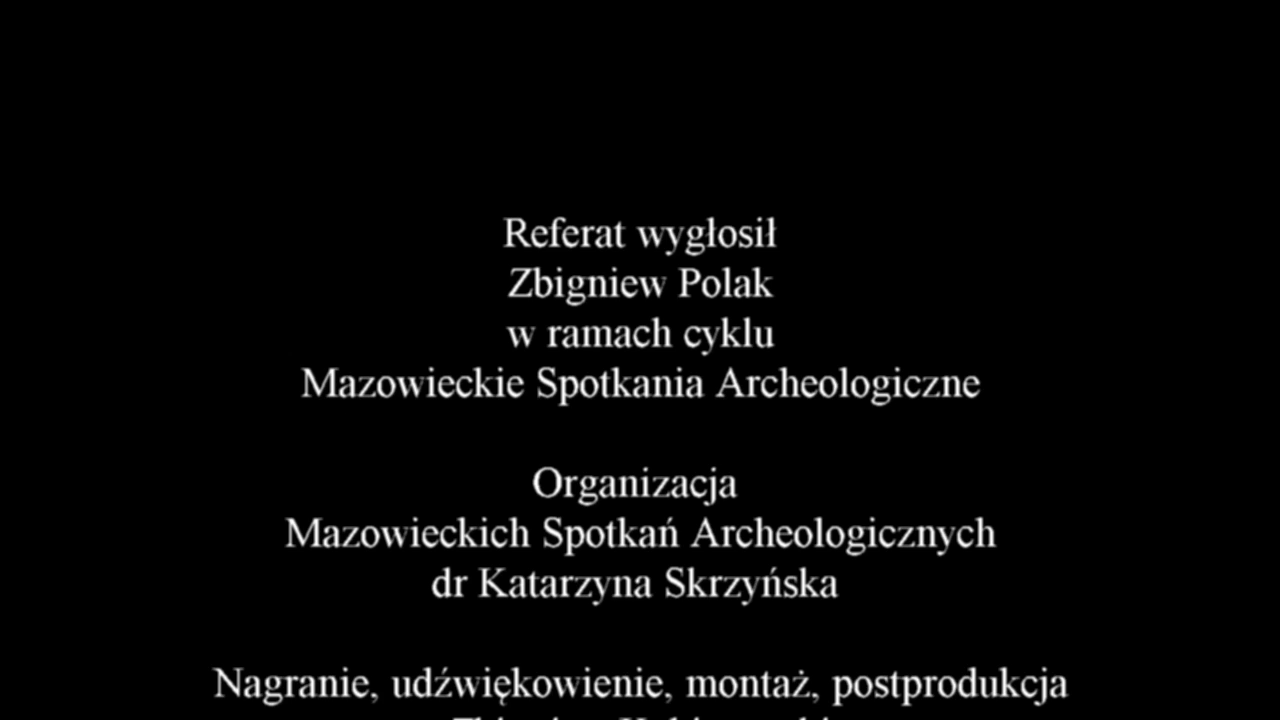 Referat wygłosił
Zbigniew Polak
w ramach cyklu
Mazowieckie Spotkania Archeologiczne
Organizacja
Mazowieckich Spotkań Archeologicznych
dr Katarzyna Skrzyńska
Nagranie, udźwiękowienie, montaż, postprodukcja